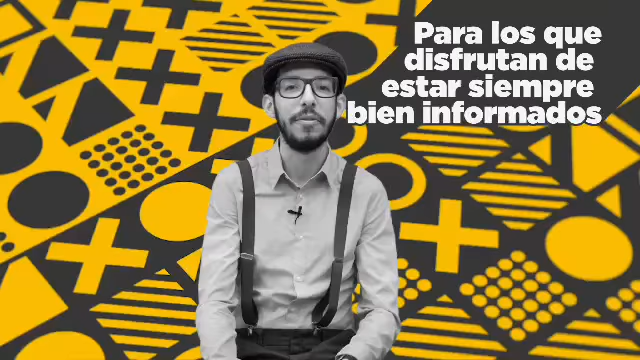 Para los que
disfrutan de
estar siempre
bien informados